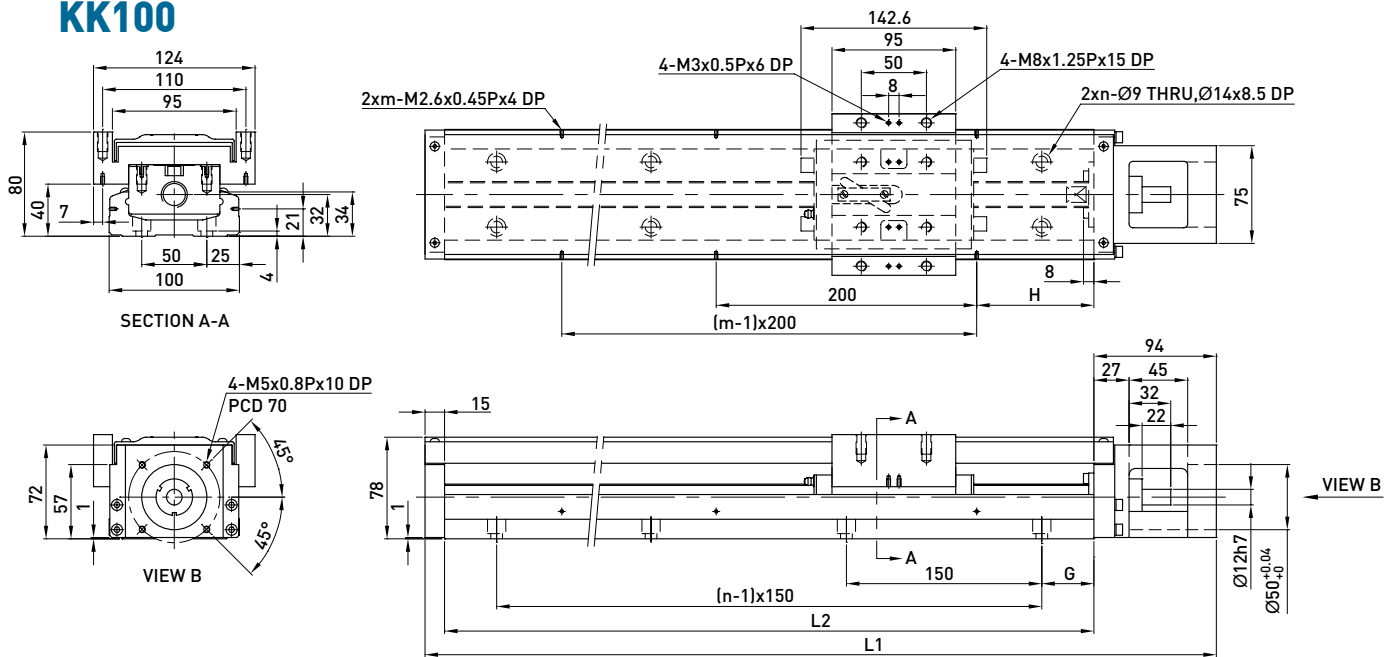 KK100
124
110
95
80
40
7
21
32
34
50
25
4
100
SECTION A-A
142.6
95
50
8
4-M3x0.5Px6 DP
4-M8x1.25Px15 DP
2xm-M2.6x0.45Px4 DP
2xn-Ø9 THRU,Ø14x8.5 DP
75
8
200
H
(m-1)x200
4-M5x0.8Px10 DP
PCD 70
45°
45°
72
57
1
VIEW B
15
78
1
A
A
94
27
45
32
22
VIEW B
Ø12h7
Ø50 +0.04 +0
150
G
(n-1)x150
L2
L1